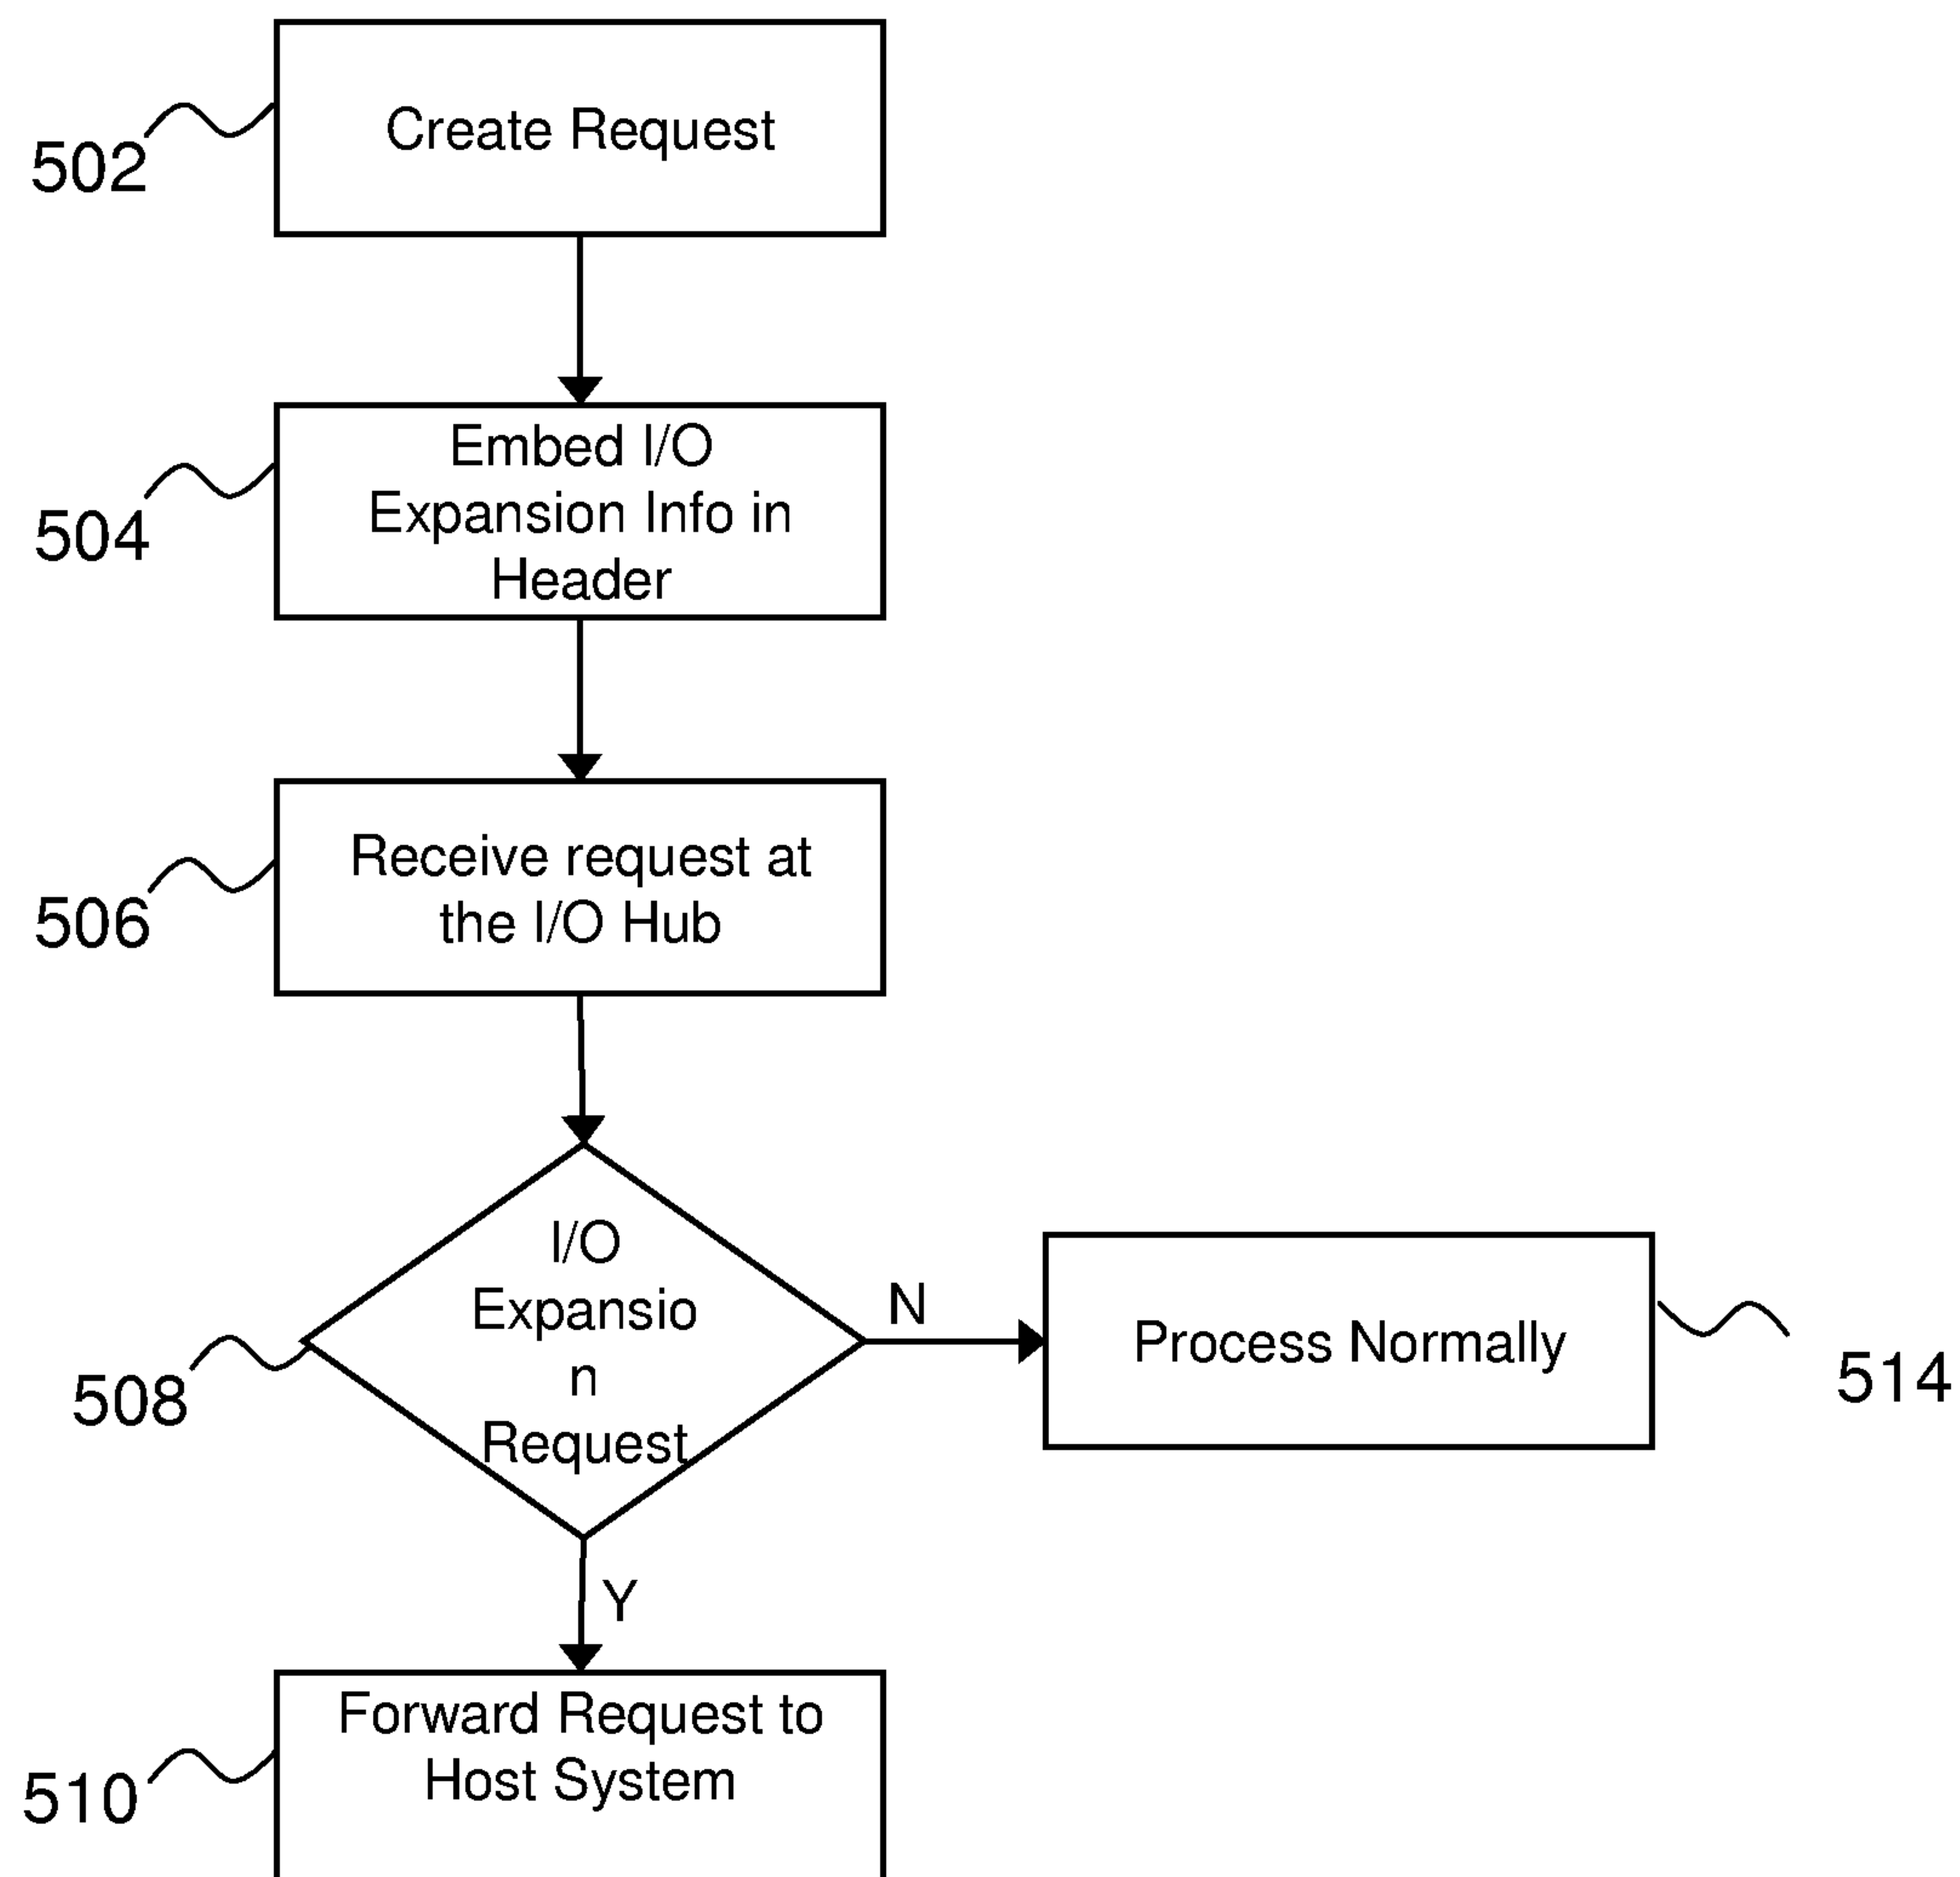 Create Request
502
Embed I/O
Expansion Info in
Header
504
Receive request at
the I/O Hub
506
I/O
Expansio
n
Request
508
N
Process Normally
514
Y
Forward Request to
Host System
510